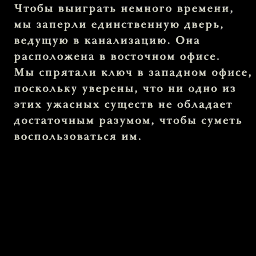 Чтобы выиграть немного времени,
мы заперли единственную дверь,
ведущую в канализацию. Она
расположена в восточном офисе.
Мы спрятали ключ в западном офисе,
поскольку уверены, что ни одно из
этих ужасных существ не обладает
достаточным разумом, чтобы суметь
воспользоваться им.